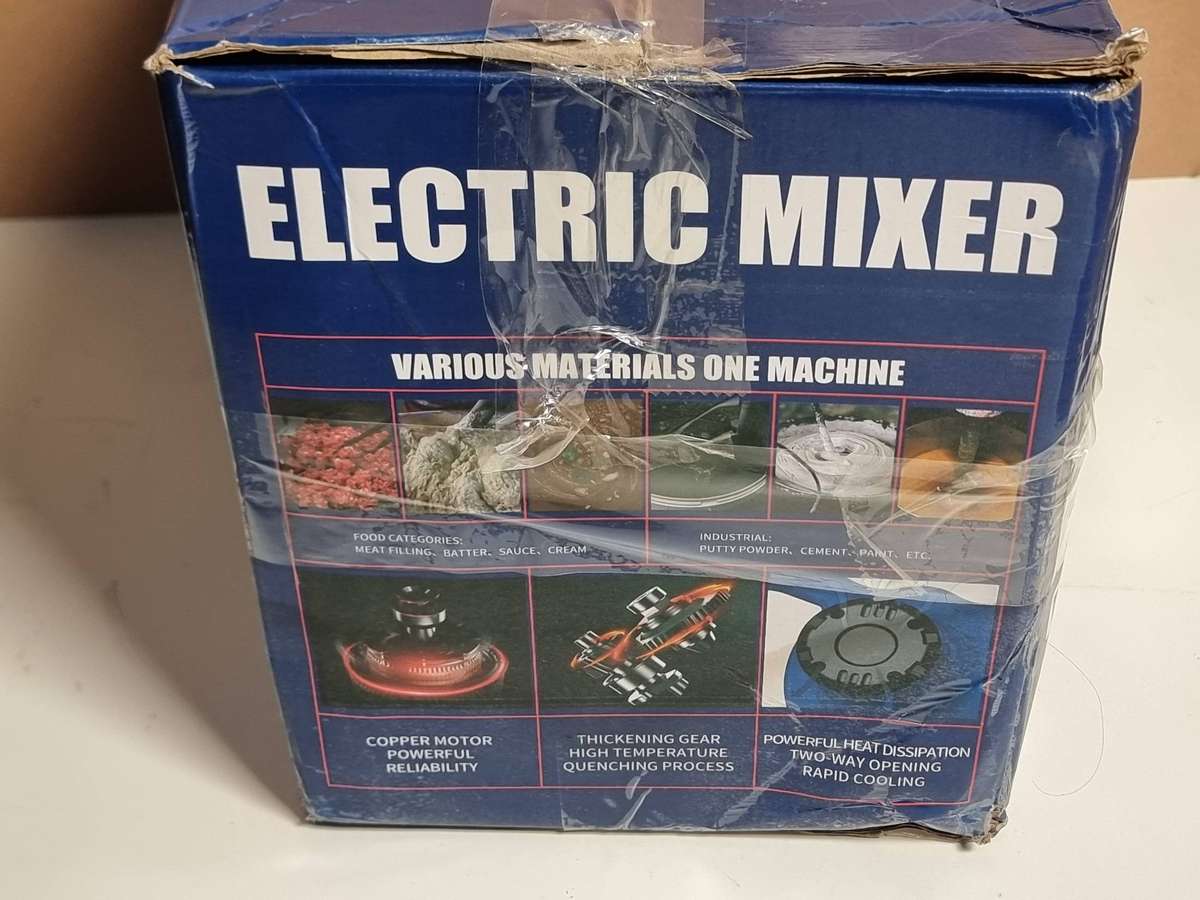 ELECTRIC MIXER
VARIOUS MATERIALS ONE MACHINE
FOOD CATEGORIES:
MEAT FILLING、BATTER、SAUCE、CREAM
INDUSTRIAL:
PUTTY POWDER、CEMENT、PAINT、ETC.
COPPER MOTOR
POWERFUL
RELIABILITY
THICKENING GEAR
HIGH TEMPERATURE
QUENCHING PROCESS
POWERFUL HEAT DISSIPATION
TWO-WAY OPENING
RAPID COOLING